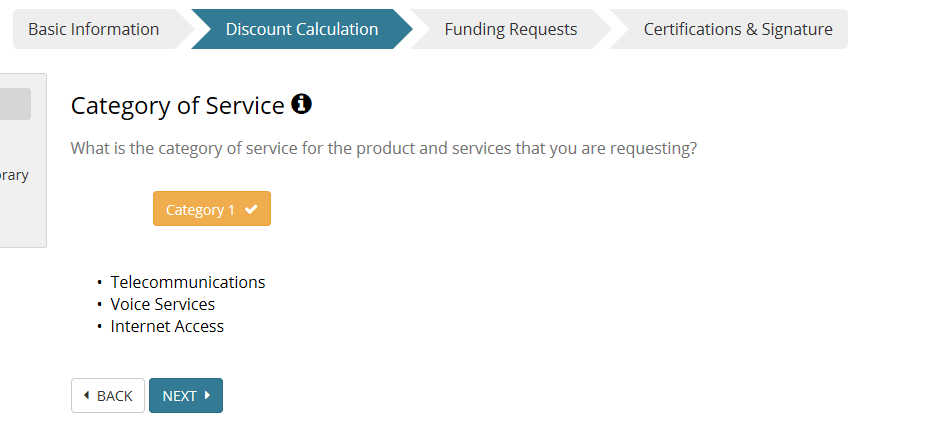 Basic Information Discount Calculation Funding Requests Certifications & Signature
Category of Service
What is the category of service for the product and services that you are requesting?
Category 1
• Telecommunications
• Voice Services
• Internet Access
BACK NEXT